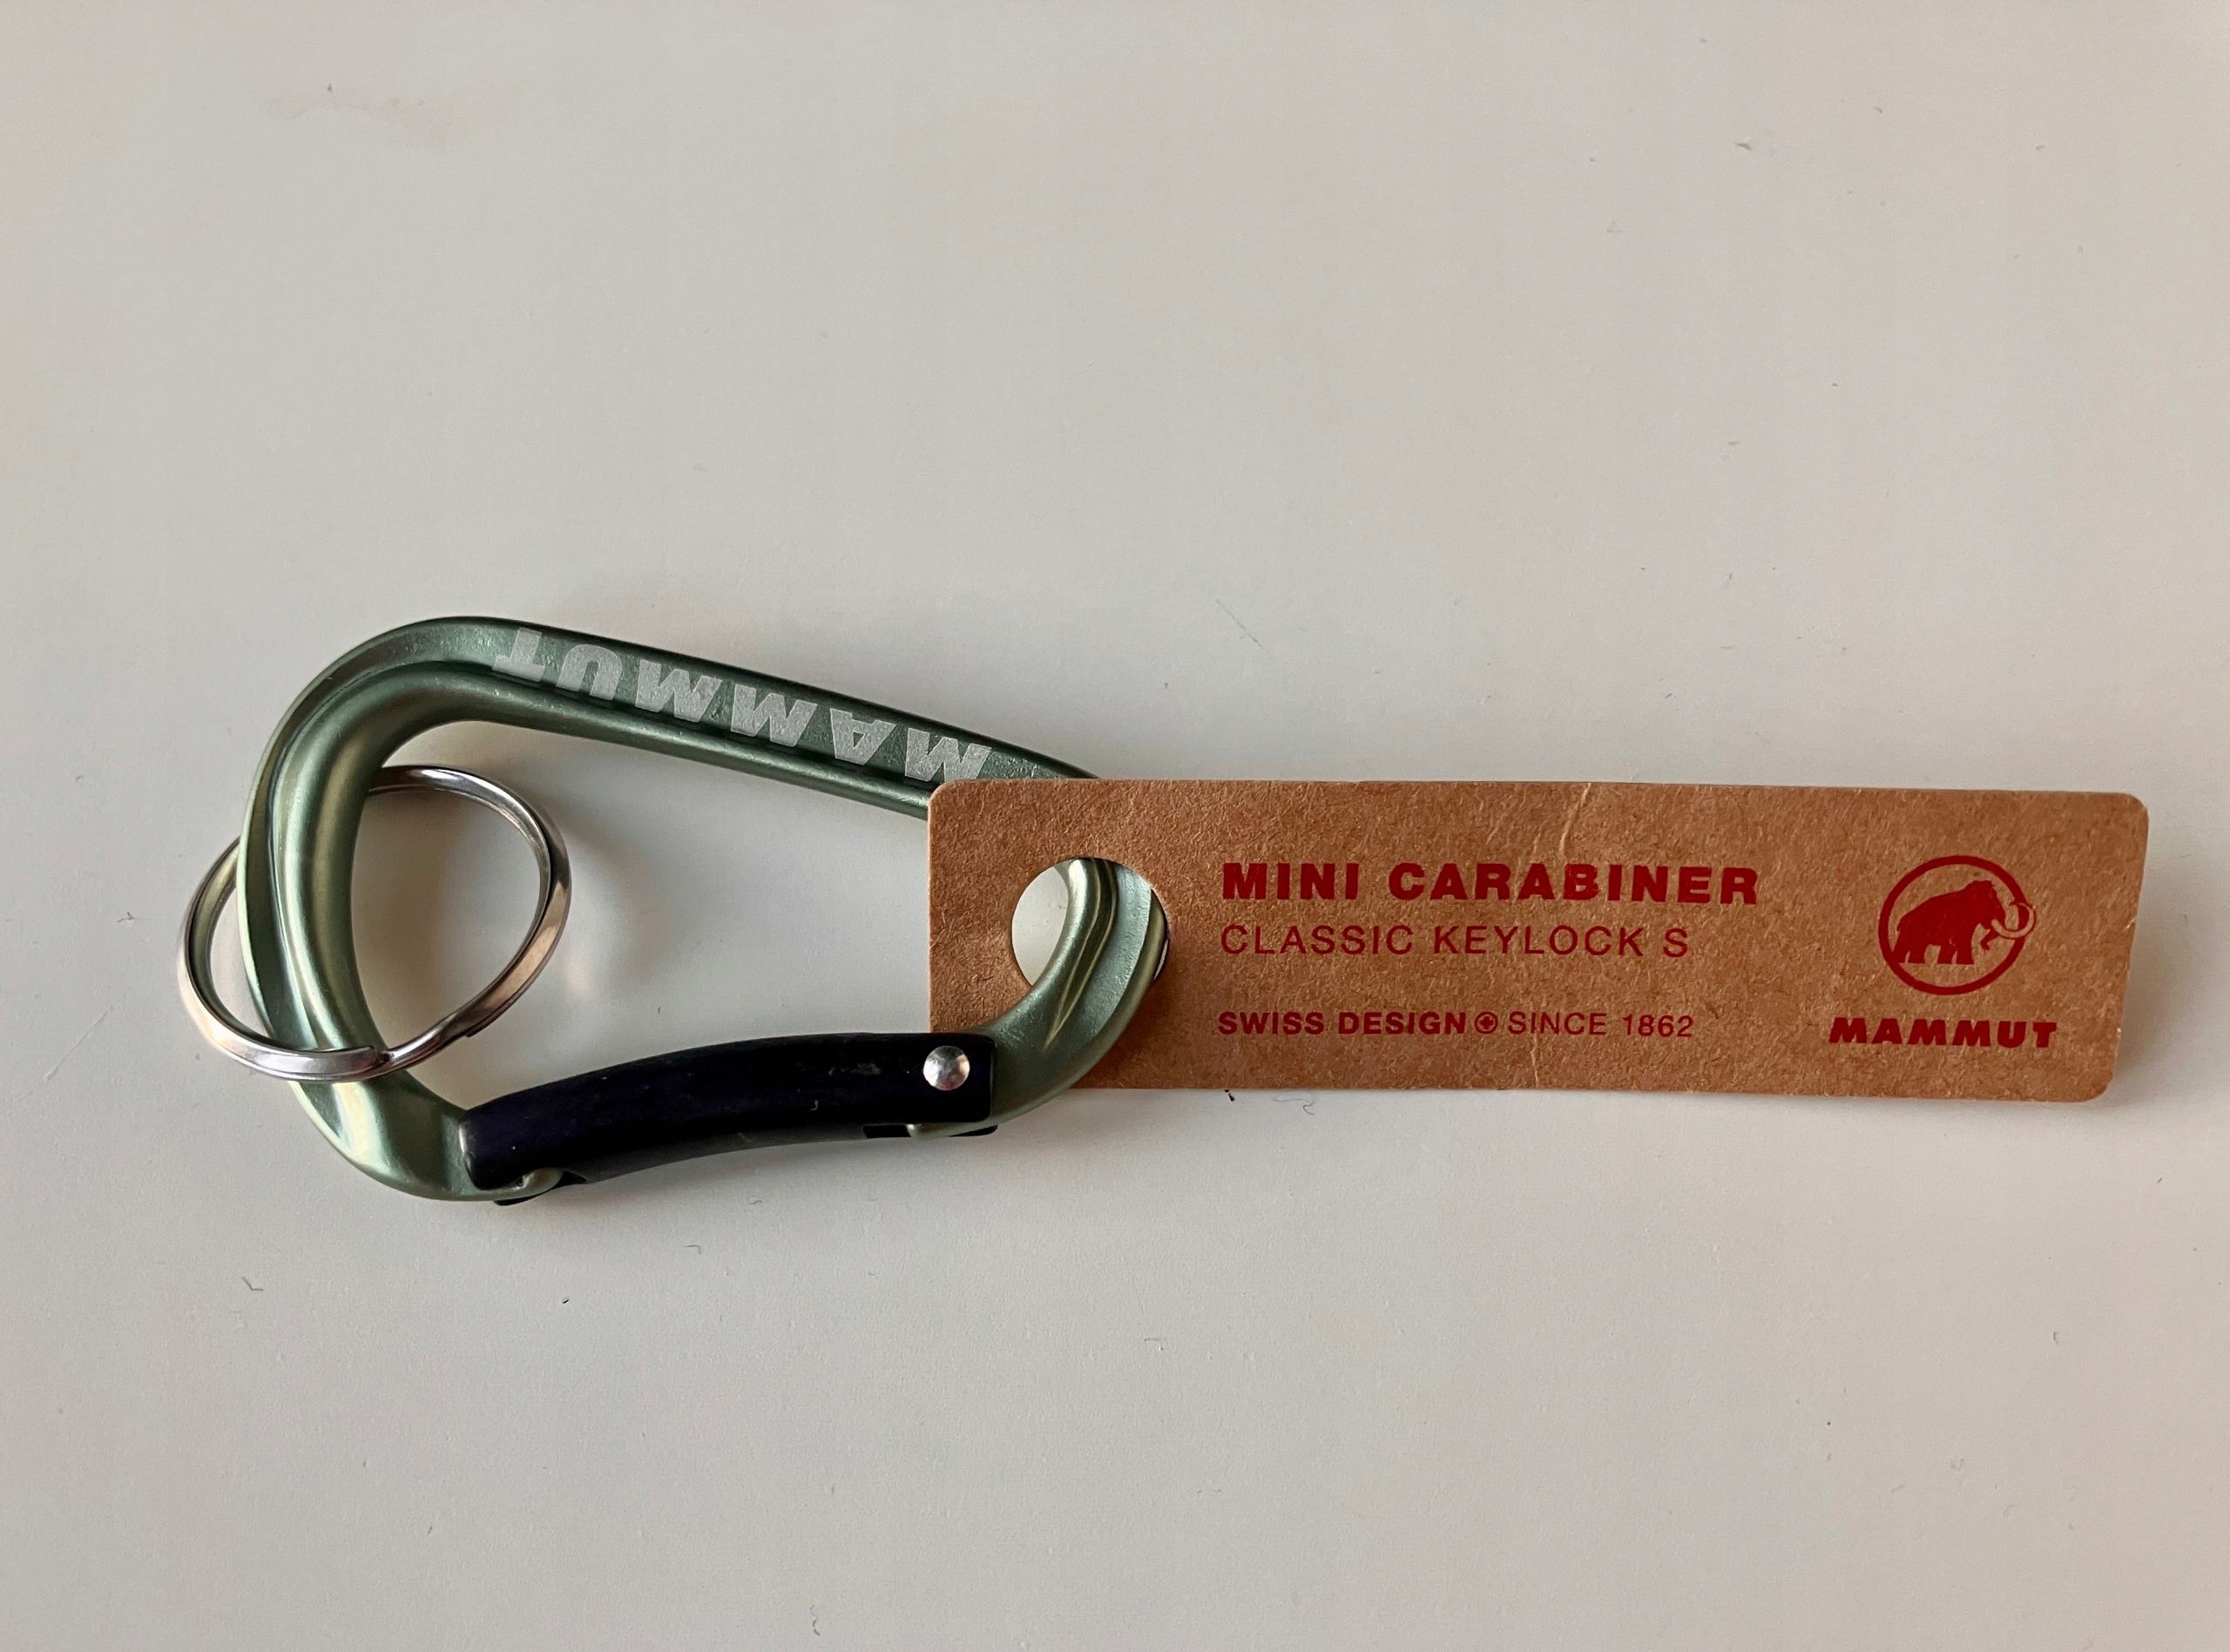 MAMMUT
MINI CARABINER
CLASSIC KEYLOCK S
SWISS DESIGN SINCE 1862
MAMMUT